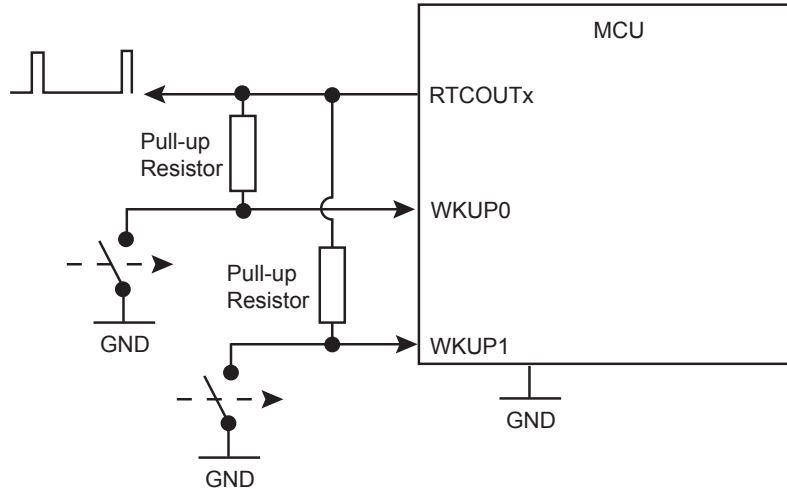 MCU
RTCOUTx
Pull-up
Resistor
WKUP0
Pull-up
Resistor
GND
WKUP1
GND
GND